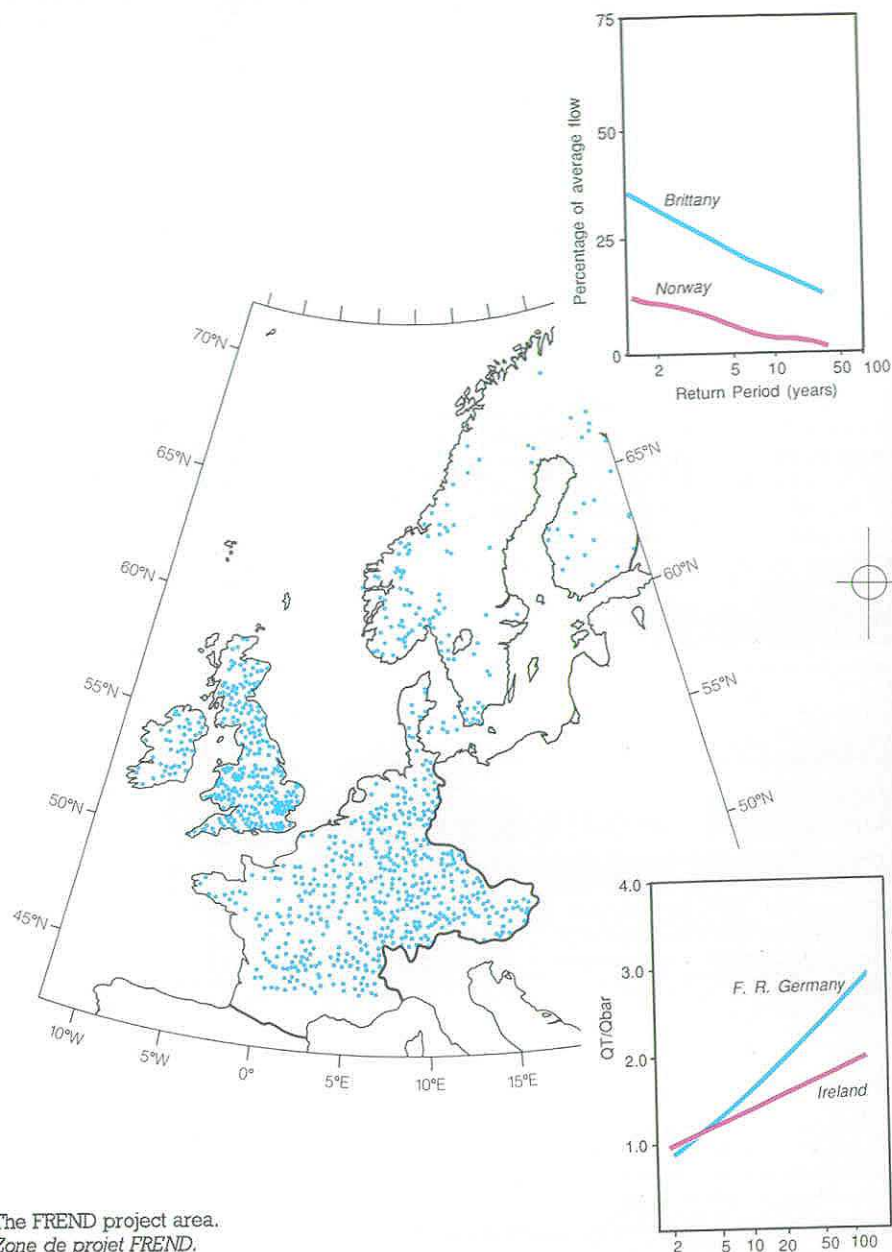 75
50
25
0
Percentage of average flow
Brittany
Norway
2 5 10 50 100
Return Period (years)
70°N
65°N
60°N
55°N
50°N
45°N
65°N
60°N
55°N
50°N
10°W 5°W 0° 5°E 10°E 15°E
4.0
3.0
2.0
1.0
QT/Qbar
F. R. Germany
Ireland
2 5 10 20 50 100
The FREND project area.
Zone de projet FREND.